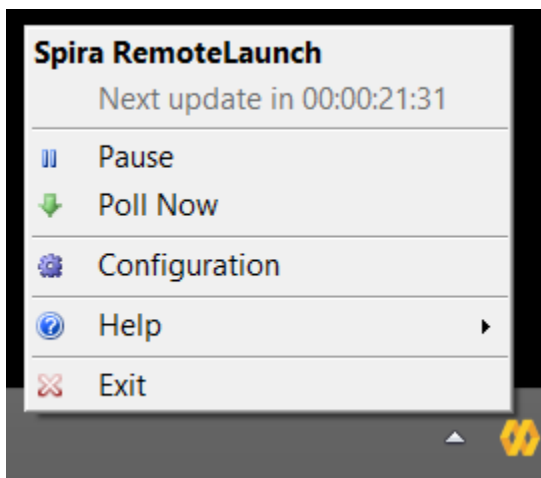 Spira RemoteLaunch
Next update in 00:00:21:31
Pause
Poll Now
Configuration
Help
Exit